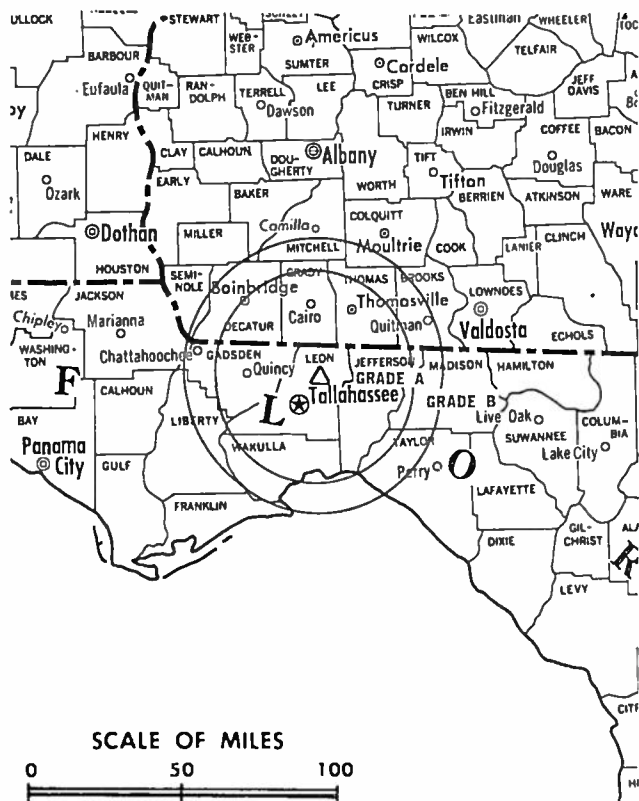 ULLOCK
STEWART
WEB-
STER
Americus
SUMTER
Cordele
CRISP
WILCOX
Eastman
WHEELER
TELFAIR
BARBOUR
Eufaula
QUIT-
MAN
RAN-
DOLPH
TERRELL
Dawson
LEE
TURNER
BEN HILL
Fitzgerald
JEFF
DAVIS
oy
HENRY
CLAY
CALHOUN
DOU-
GHERTY
Albany
WORTH
IRWIN
TIFT
Tifton
COFFEE
Douglas
BACON
DALE
Ozark
EARLY
BAKER
BERRIEN
ATKINSON
WARE
Dothan
MILLER
Camilla
MITCHELL
COLQUITT
Moultrie
COOK
LANIER
CLINCH
Wayc
HOUSTON
SEMI-
NOLE
Bainbridge
DECATUR
GRADY
Cairo
THOMAS
Thomasville
BROOKS
Quitman
LOWNDES
Valdosta
ECHOLS
MES
JACKSON
Chipley
Marianna
WASHING-
TON
Chattahoochee
GADSDEN
Quincy
LEON
Tallahassee
JEFFERSON
GRADE A
MADISON
HAMILTON
GRADE B
F
L
O
R
CALHOUN
LIBERTY
WAKULLA
TAYLOR
Perry
Live Oak
SUWANNEE
COLUM-
BIA
Lake City
BAY
Panama
City
GULF
FRANKLIN
LAFAYETTE
DIXIE
GIL-
CHRIST
ALA
LEVY
CITR
SCALE OF MILES
0 50 100